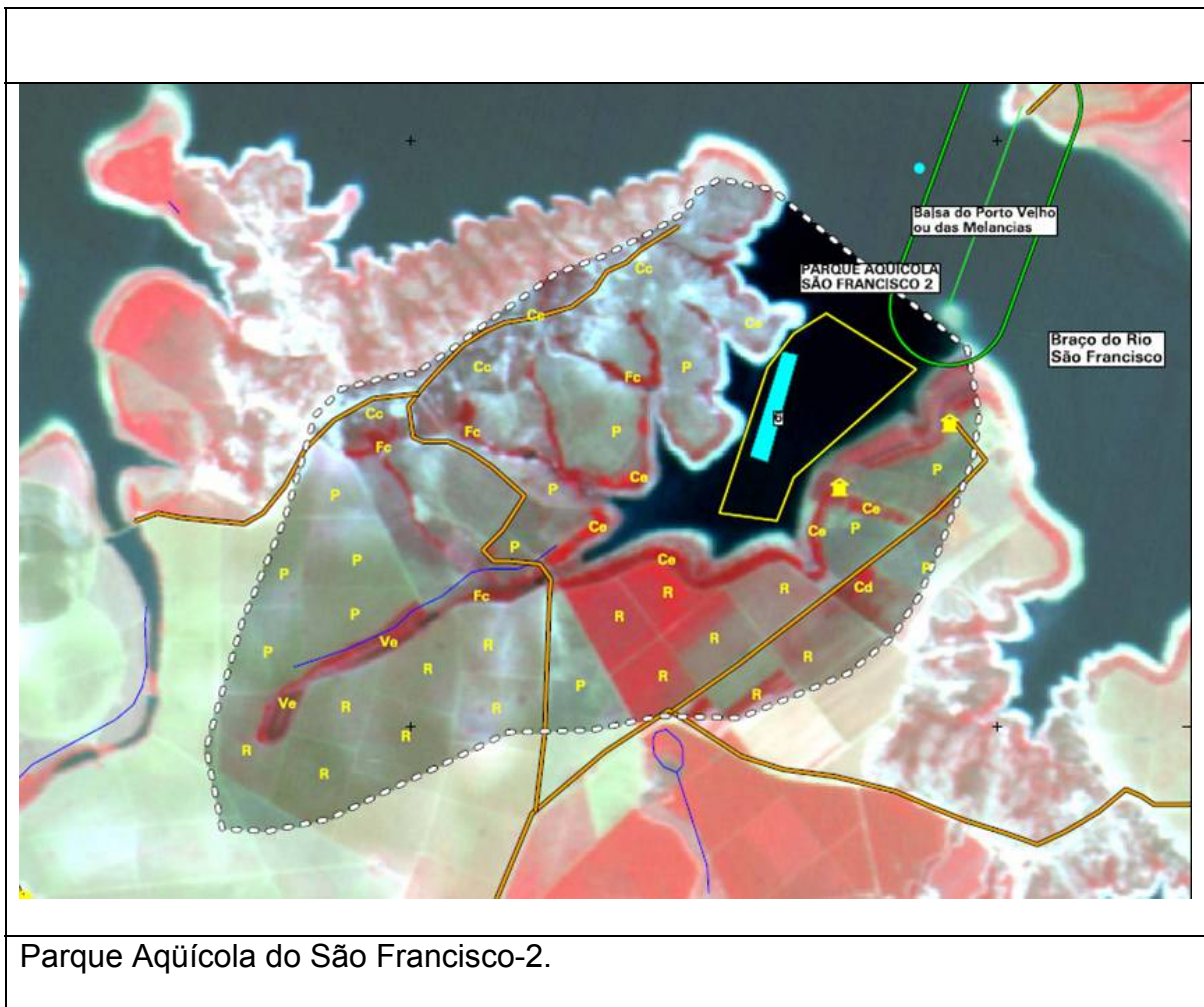 Balsa do Porto Velho
ou das Melancias
PARQUE AQÜÍCOLA
SÃO FRANCISCO 2
Braço do Rio
São Francisco
Cc
Ce
Ce
Cc
Fc
P
Cc
6
Fc
Fc
P
P
Ce
P
P
Ce
Ce
P
Ce
P
P
P
Ce
P
P
Fc
R
R
R
Cd
P
Ve
R
R
R
R
P
R
R
P
Ve
R
R
R
R
R
R
Parque Aqüícola do São Francisco-2.